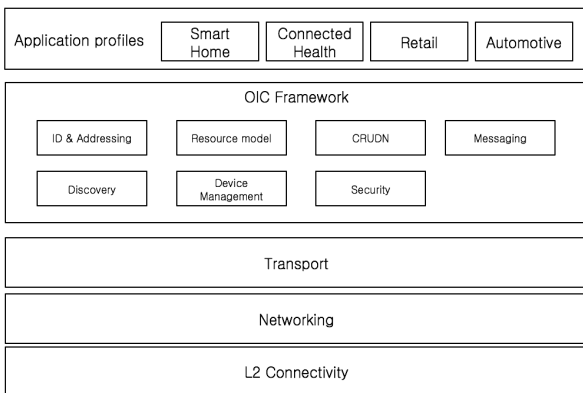 Application profiles
Smart
Home
Connected
Health
Retail
Automotive
OIC Framework
ID & Addressing
Resource model
CRUDN
Messaging
Discovery
Device
Management
Security
Transport
Networking
L2 Connectivity